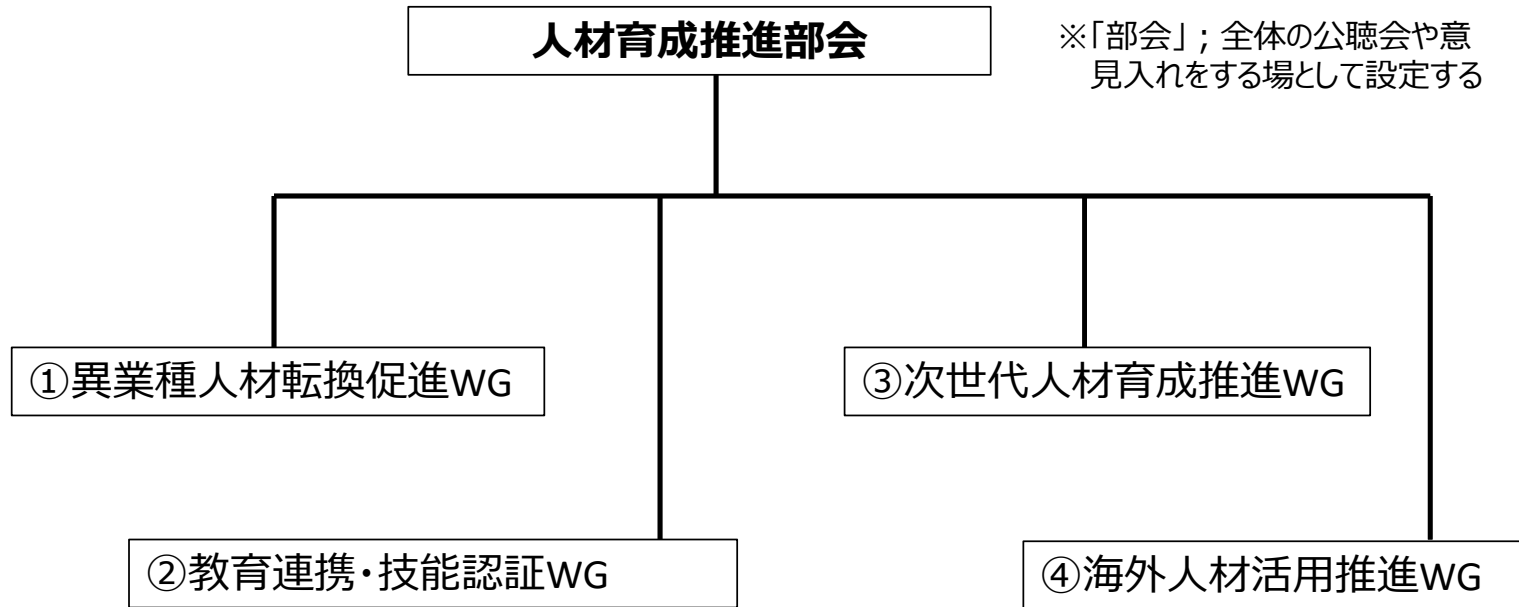 人材育成推進部会
※「部会」；全体の公聴会や意
見入れをする場として設定する
①異業種人材転換促進WG
③次世代人材育成推進WG
②教育連携・技能認証WG
④海外人材活用推進WG